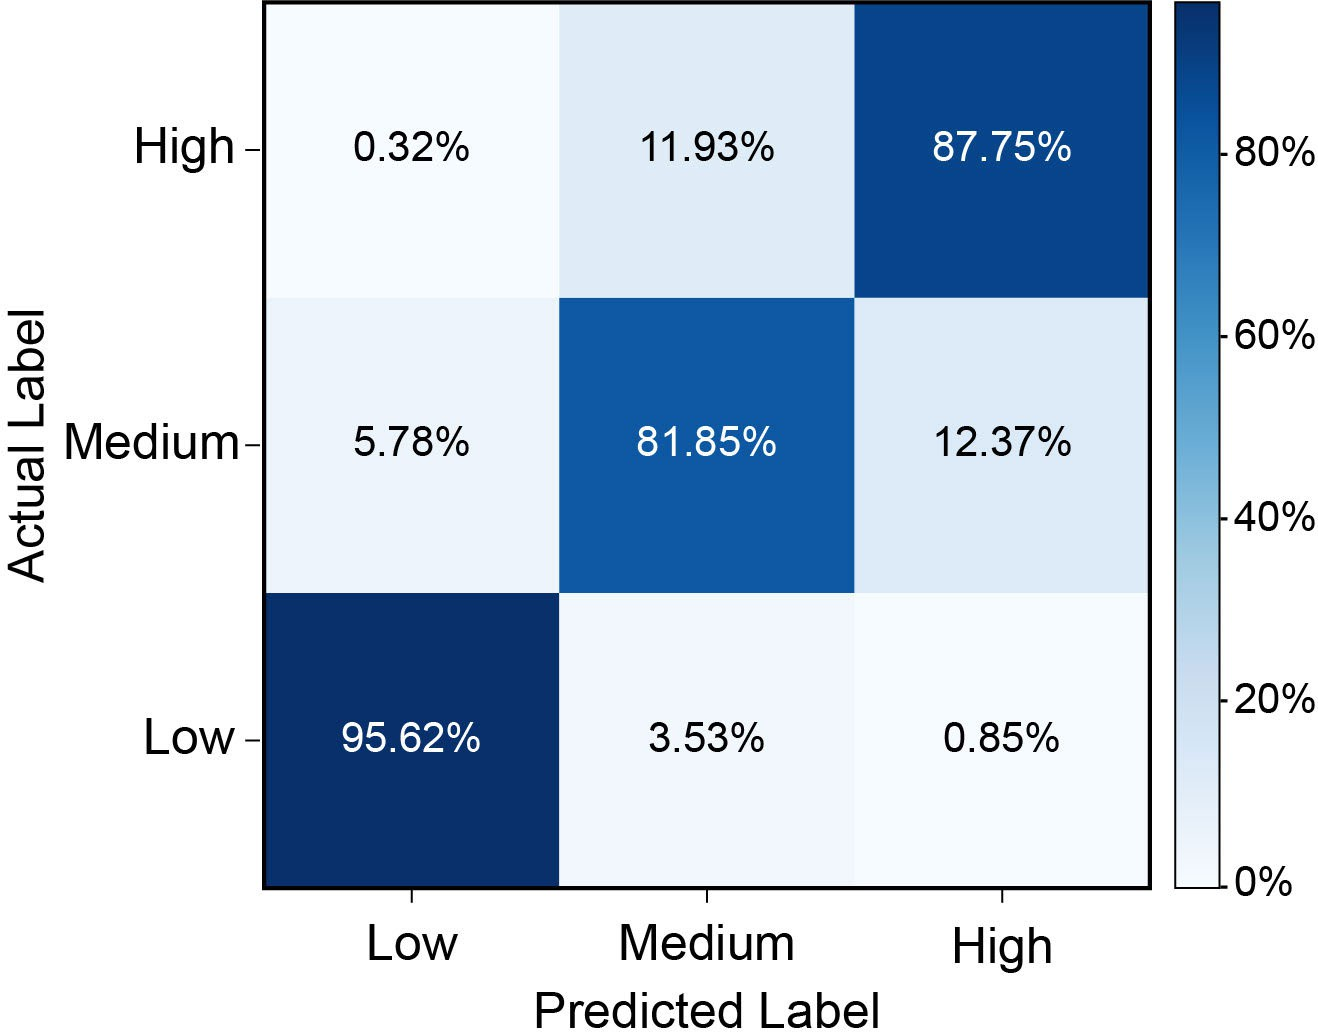 High
0.32%
11.93%
87.75%
Medium
5.78%
81.85%
12.37%
Low
95.62%
3.53%
0.85%
Actual Label
Low
Medium
High
Predicted Label
80%
60%
40%
20%
0%